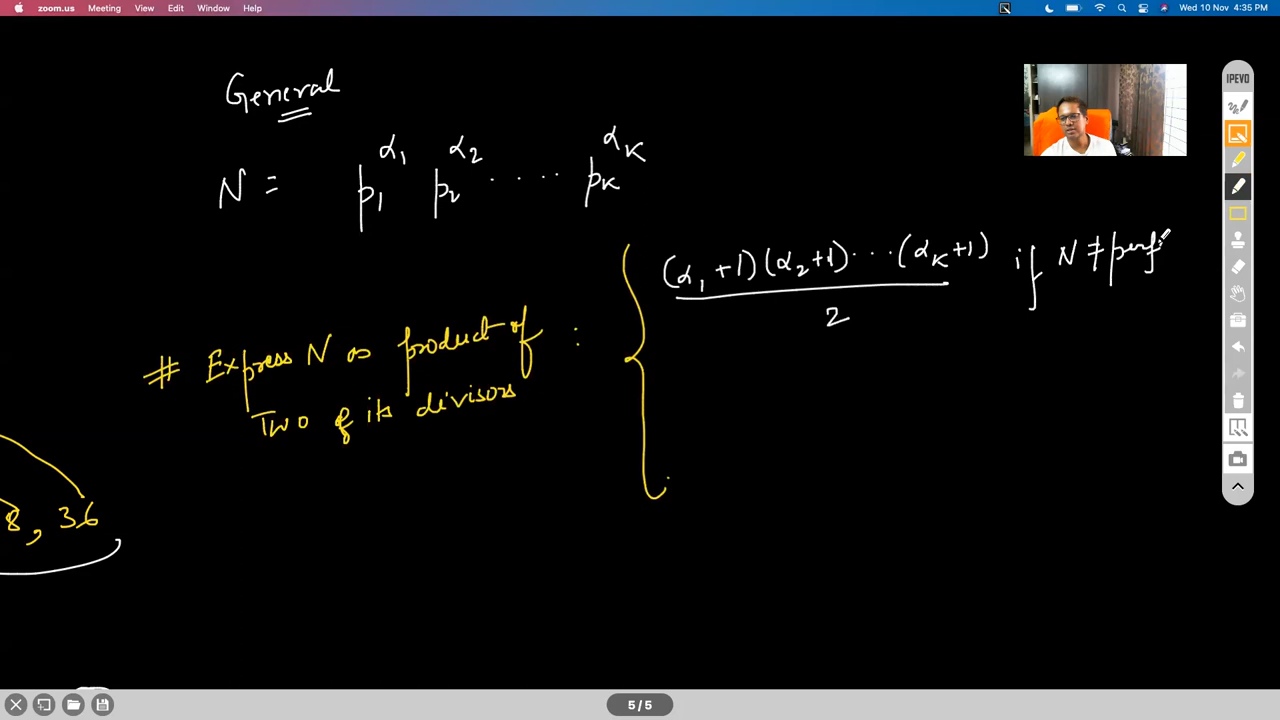 zoom.us Meeting View Edit Window Help Wed 10 Nov 4:35 PM
IPEVO
General
N = p₁^α₁ p₂^α₂ ..... pₖ^αₖ
(α₁+1)(α₂+1)...(αₖ+1) if N ≠ perf
2
# Express N as product of :
Two of its divisors
8, 36
5/5